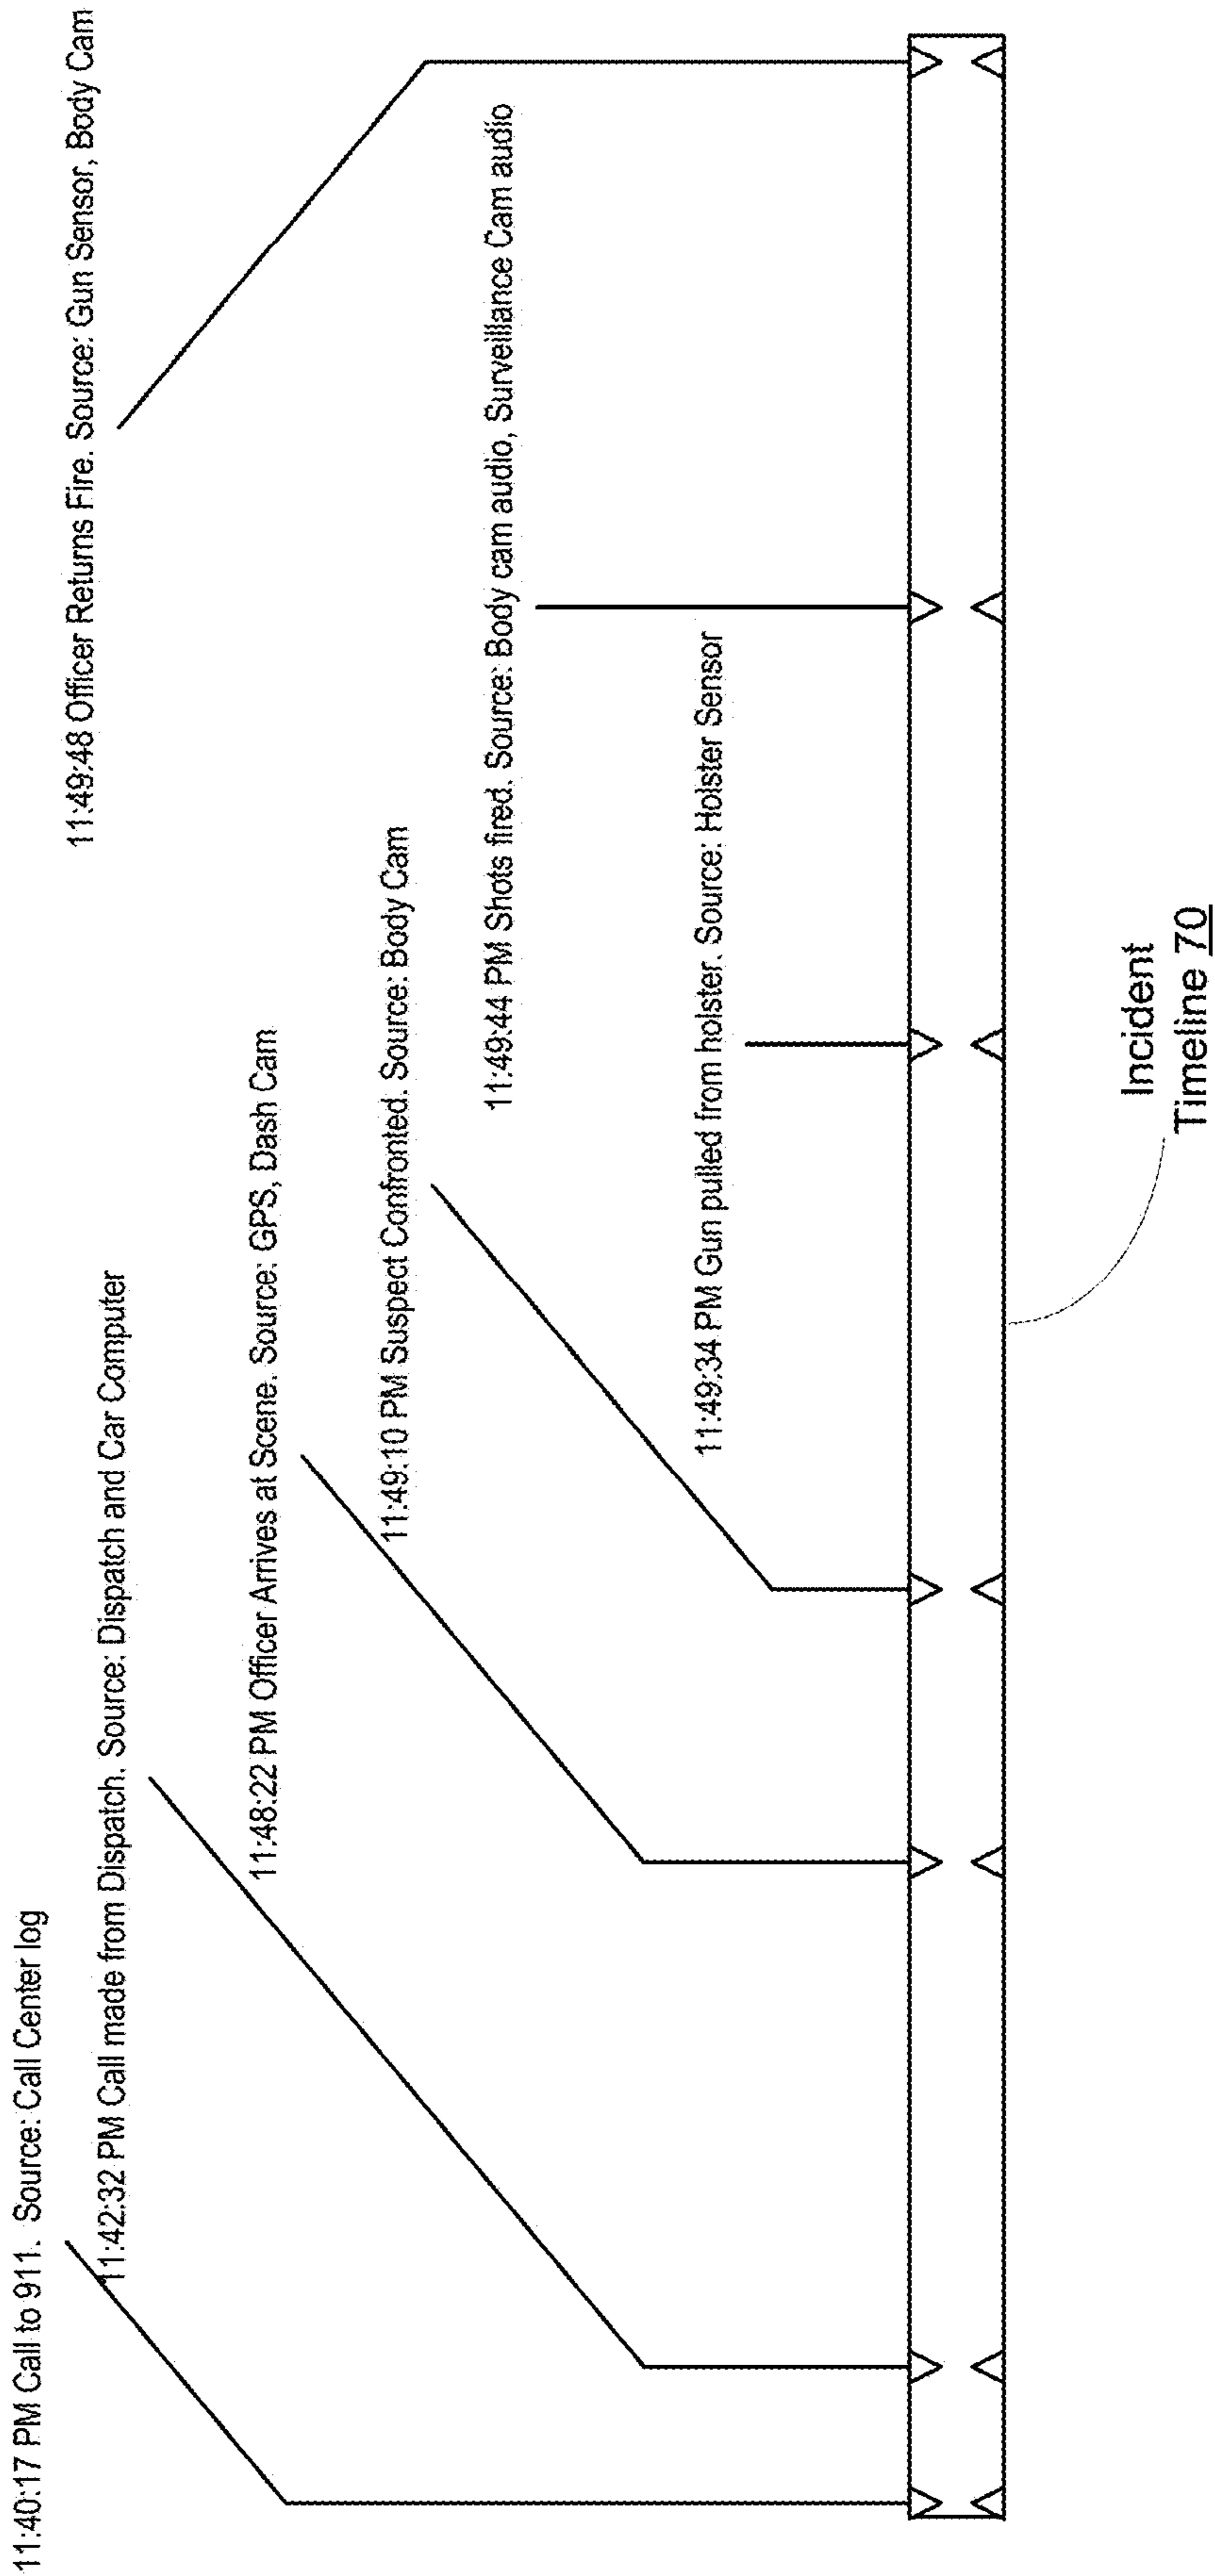 11:40:17 PM Call to 911. Source: Call Center log
11:42:32 PM Call made from Dispatch. Source: Dispatch and Car Computer
11:48:22 PM Officer Arrives at Scene. Source: GPS, Dash Cam
11:49:10 PM Suspect Confronted. Source: Body Cam
11:49:34 PM Gun pulled from holster. Source: Holster Sensor
11:49:44 PM Shots fired. Source: Body cam audio, Surveillance Cam audio
11:49:48 Officer Returns Fire. Source: Gun Sensor, Body Cam
Incident
Timeline 70